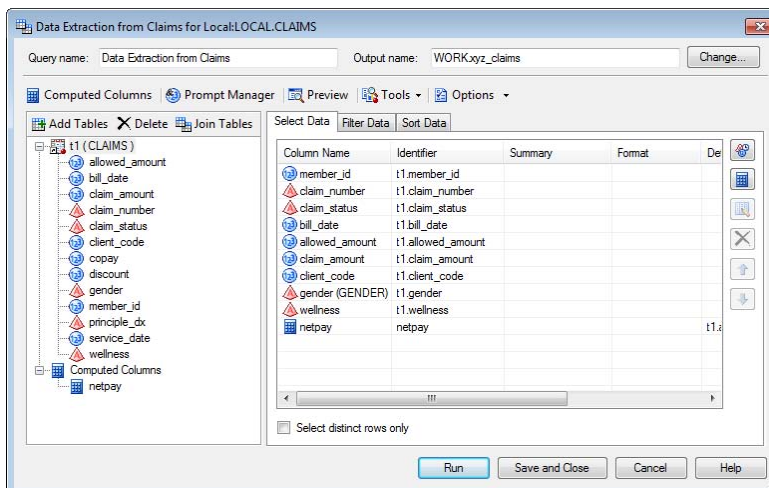 Data Extraction from Claims for Local:LOCAL.CLAIMS
Query name: Data Extraction from Claims Output name: WORK.xyz_claims Change...
Computed Columns Prompt Manager Preview Tools Options
Add Tables Delete Join Tables
t1 (CLAIMS)
allowed_amount
bill_date
claim_amount
claim_number
claim_status
client_code
copay
discount
gender
member_id
principle_dx
service_date
wellness
Computed Columns
netpay
Select Data Filter Data Sort Data
Column Name Identifier Summary Format Det
member_id t1.member_id
claim_number t1.claim_number
claim_status t1.claim_status
bill_date t1.bill_date
allowed_amount t1.allowed_amount
claim_amount t1.claim_amount
client_code t1.client_code
gender (GENDER) t1.gender
wellness t1.wellness
netpay netpay t1.a
Select distinct rows only
Run Save and Close Cancel Help